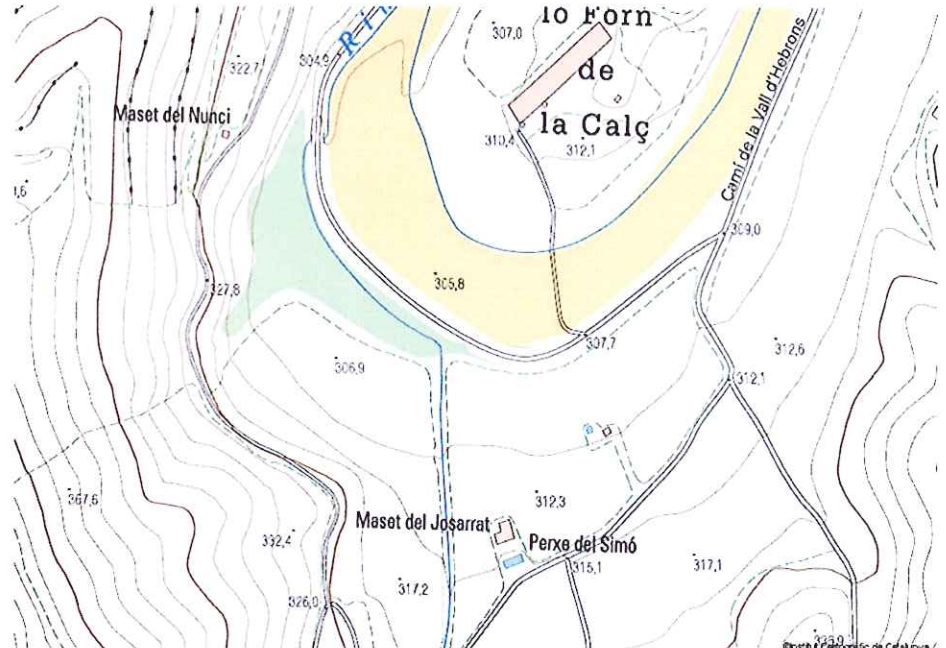 lo Forn
307,0
Ri
322,7
304,9
de
Maset del Nunci
la Calç
310,4
312,1
Camí de la Vall d'Hebrons
309,0
305,8
327,8
307,7
306,9
312,6
312,1
367,6
312,3
Maset del Josarrat
Perxe del Simó
332,4
315,1
317,1
317,2
326,0